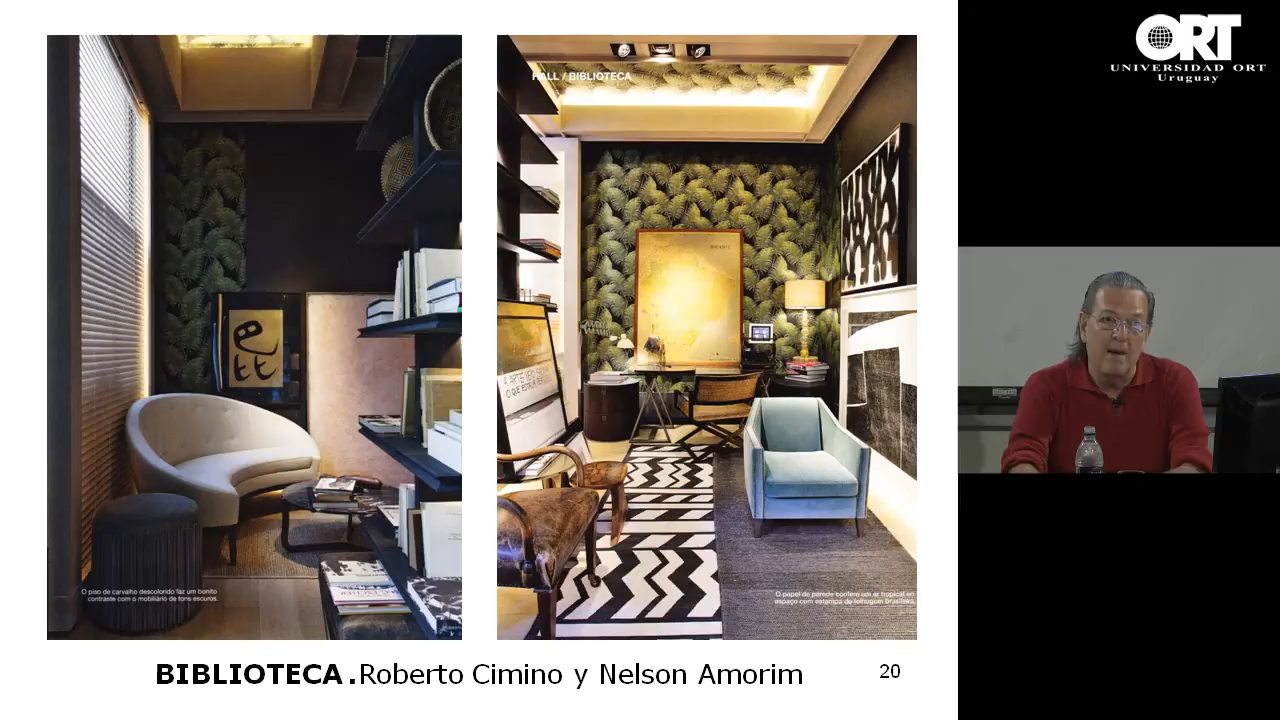 HALL / BIBLIOTECA
A ARTE NÃO
O piso de carvalho descolorido faz um bonito
contraste com o mobiliário de tons escuros.
O papel de parede confere um ar tropical ao
espaço com estampa de folhagem brasileira.
BIBLIOTECA.Roberto Cimino y Nelson Amorim
20
ORT
UNIVERSIDAD ORT
Uruguay